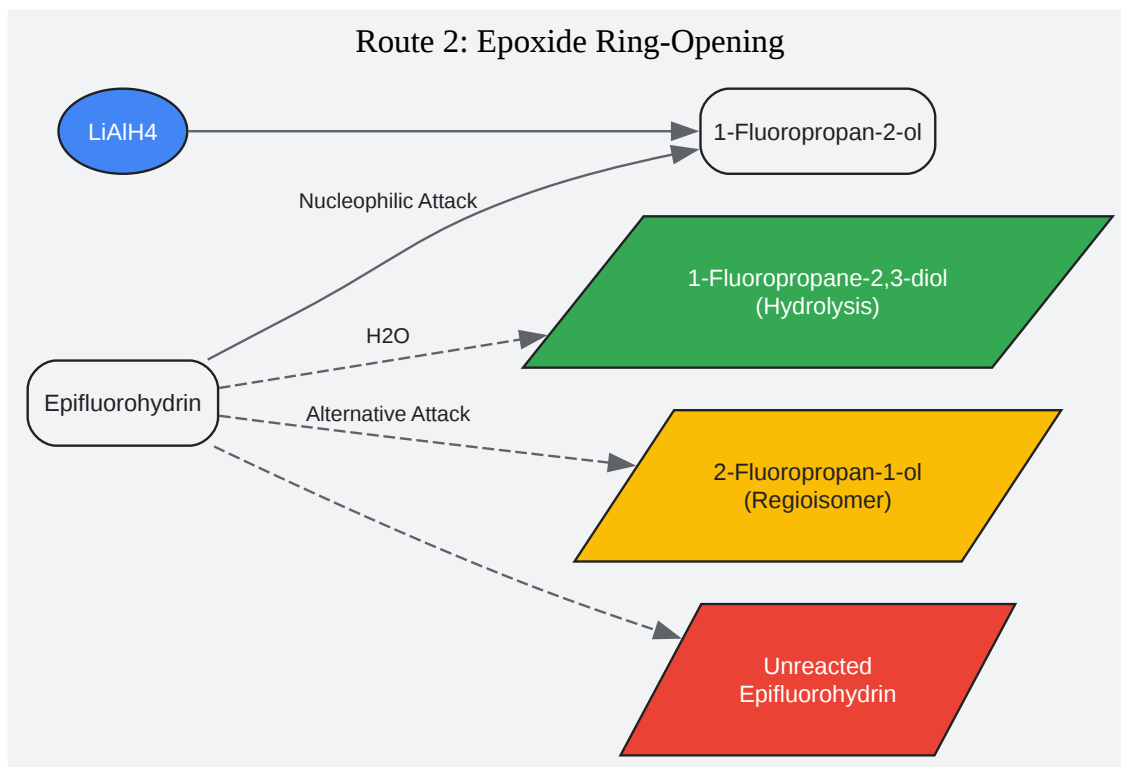 Route 2: Epoxide Ring-Opening
LiAlH4
1-Fluoropropan-2-ol
Nucleophilic Attack
1-Fluoropropane-2,3-diol
(Hydrolysis)
H2O
Epifluorohydrin
Alternative Attack
2-Fluoropropan-1-ol
(Regioisomer)
Unreacted
Epifluorohydrin